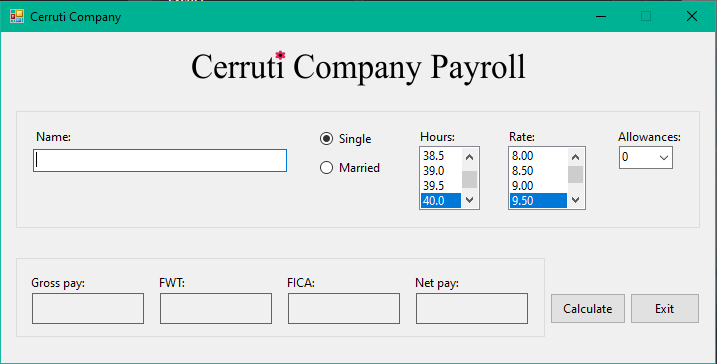 Cerruti Company
Cerruti Company Payroll
Name:
Single
Married
Hours:
38.5
39.0
39.5
40.0
Rate:
8.00
8.50
9.00
9.50
Allowances:
0
Gross pay:
FWT:
FICA:
Net pay:
Calculate
Exit